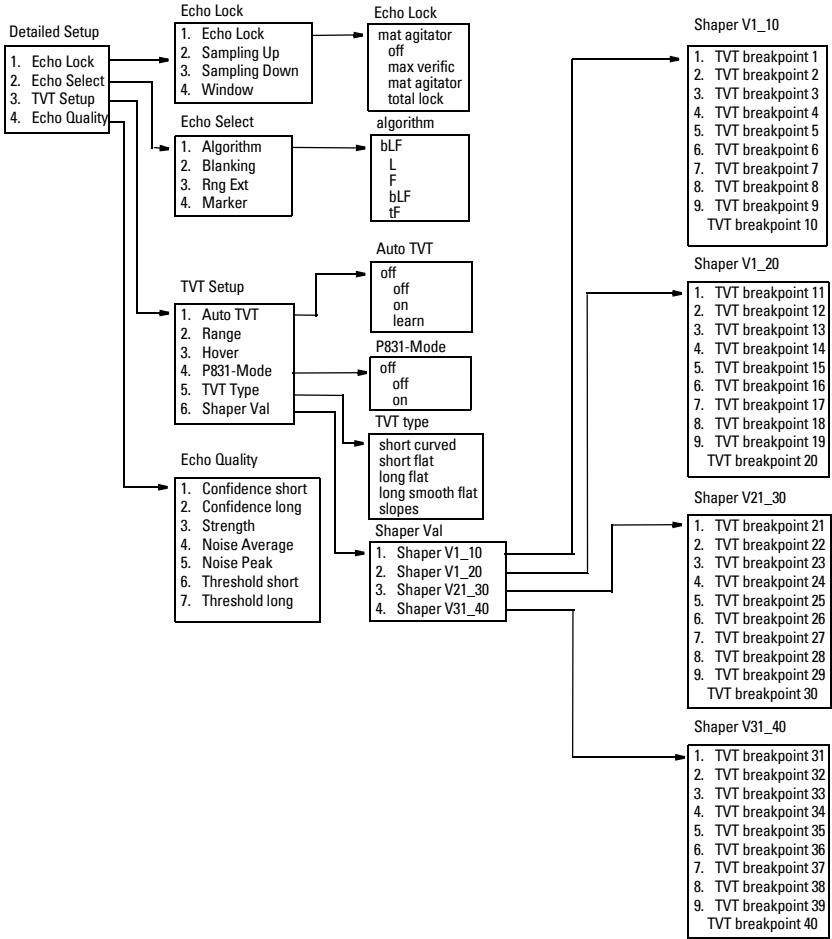 Detailed Setup
1. Echo Lock
2. Echo Select
3. TVT Setup
4. Echo Quality
Echo Lock
1. Echo Lock
2. Sampling Up
3. Sampling Down
4. Window
Echo Lock
mat agitator
off
max verific
mat agitator
total lock
Echo Select
1. Algorithm
2. Blanking
3. Rng Ext
4. Marker
algorithm
bLF
L
F
bLF
tF
TVT Setup
1. Auto TVT
2. Range
3. Hover
4. P831-Mode
5. TVT Type
6. Shaper Val
Auto TVT
off
off
on
learn
P831-Mode
off
off
on
TVT type
short curved
short flat
long flat
long smooth flat
slopes
Echo Quality
1. Confidence short
2. Confidence long
3. Strength
4. Noise Average
5. Noise Peak
6. Threshold short
7. Threshold long
Shaper Val
1. Shaper V1_10
2. Shaper V1_20
3. Shaper V21_30
4. Shaper V31_40
Shaper V1_10
1. TVT breakpoint 1
2. TVT breakpoint 2
3. TVT breakpoint 3
4. TVT breakpoint 4
5. TVT breakpoint 5
6. TVT breakpoint 6
7. TVT breakpoint 7
8. TVT breakpoint 8
9. TVT breakpoint 9
TVT breakpoint 10
Shaper V1_20
1. TVT breakpoint 11
2. TVT breakpoint 12
3. TVT breakpoint 13
4. TVT breakpoint 14
5. TVT breakpoint 15
6. TVT breakpoint 16
7. TVT breakpoint 17
8. TVT breakpoint 18
9. TVT breakpoint 19
TVT breakpoint 20
Shaper V21_30
1. TVT breakpoint 21
2. TVT breakpoint 22
3. TVT breakpoint 23
4. TVT breakpoint 24
5. TVT breakpoint 25
6. TVT breakpoint 26
7. TVT breakpoint 27
8. TVT breakpoint 28
9. TVT breakpoint 29
TVT breakpoint 30
Shaper V31_40
1. TVT breakpoint 31
2. TVT breakpoint 32
3. TVT breakpoint 33
4. TVT breakpoint 34
5. TVT breakpoint 35
6. TVT breakpoint 36
7. TVT breakpoint 37
8. TVT breakpoint 38
9. TVT breakpoint 39
TVT breakpoint 40